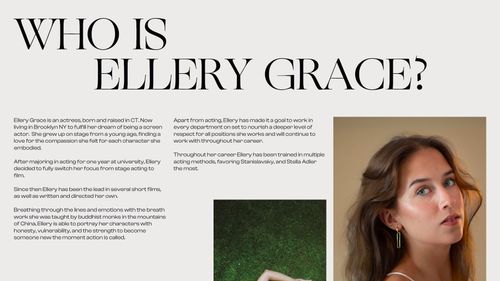 WHO IS
ELLERY GRACE?
Ellery Grace is an actress, born and raised in CT. Now
living in Brooklyn NY to fulfill her dream of being a screen
actor. She grew up on stage from a young age, finding a
love for the compassion she felt for each character she
embodied.
After majoring in acting for one year at university, Ellery
decided to fully switch her focus from stage acting to
film.
Since then Ellery has been the lead in several short films,
as well as written and directed her own.
Breathing through the lines and emotions with the breath
work she was taught by buddhist monks in the mountains
of China, Ellery is able to portray her characters with
honesty, vulnerability, and the strength to become
someone new the moment action is called.
Apart from acting, Ellery has made it a goal to work in
every department on set to nourish a deeper level of
respect for all positions she works and will continue to
work with throughout her career.
Throughout her career Ellery has been trained in multiple
acting methods, favoring Stanislavsky, and Stella Adler
the most.